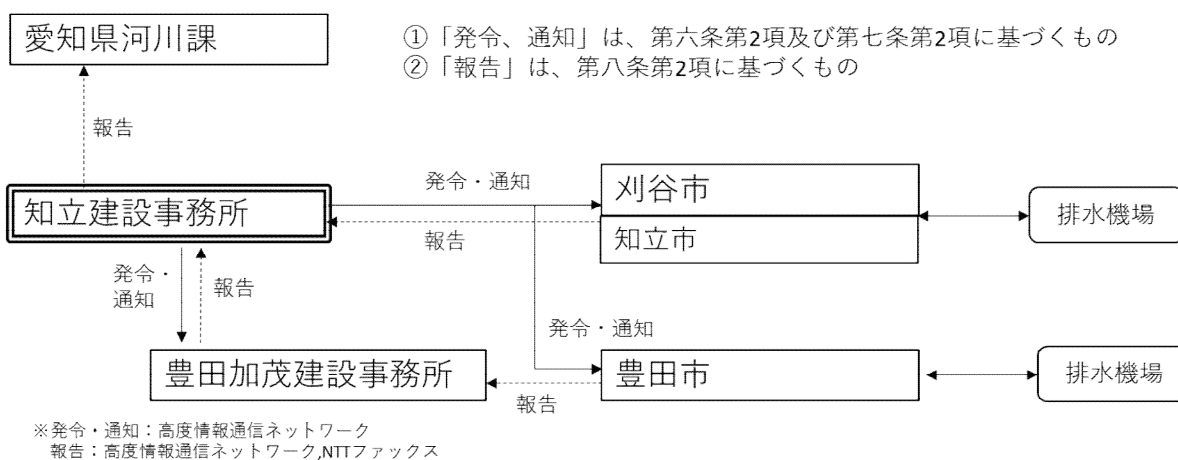 愛知県河川課
①「発令、通知」は、第六条第2項及び第七条第2項に基づくもの
②「報告」は、第八条第2項に基づくもの
報告
知立建設事務所
発令・通知
報告
刈谷市
知立市
排水機場
発令・
通知
報告
発令・通知
豊田加茂建設事務所
報告
豊田市
排水機場
※発令・通知：高度情報通信ネットワーク
報告：高度情報通信ネットワーク,NTTファックス